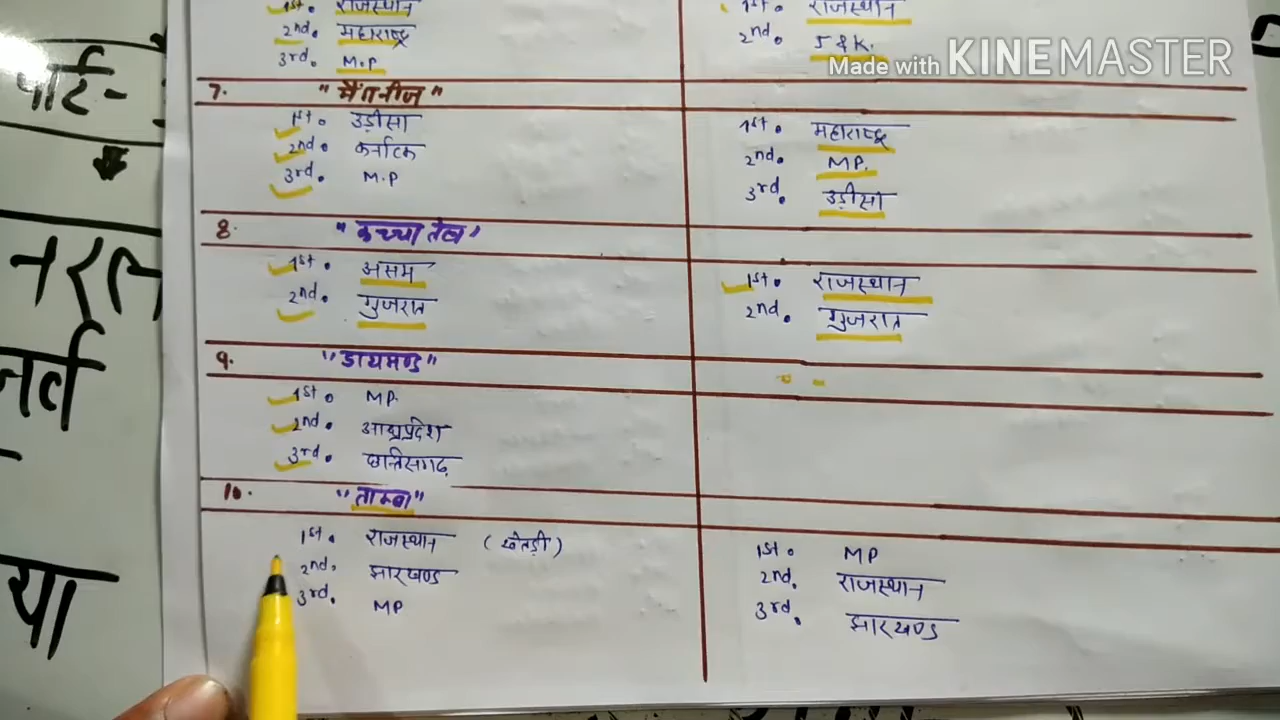 1st. राजस्थान
2nd. महाराष्ट्र
3rd. M.P
1st. राजस्थान
2nd. J & K.
Made with KINEMASTER
7. "मैंगनीज"
1st. उड़ीसा
2nd. कर्नाटक
3rd. M.P
1st. महाराष्ट्र
2nd. MP.
3rd. उड़ीसा
8. "कच्चा तेल"
1st. असम
2nd. गुजरात
1st. राजस्थान
2nd. गुजरात
9. "डायमण्ड"
1st. MP.
2nd. आन्ध्रप्रदेश
3rd. छत्तिसगढ़
10. "ताम्बा"
1st. राजस्थान (खेतड़ी)
2nd. झारखण्ड
3rd. MP
1st. MP
2nd. राजस्थान
3rd. झारखण्ड
पार्ट-
या